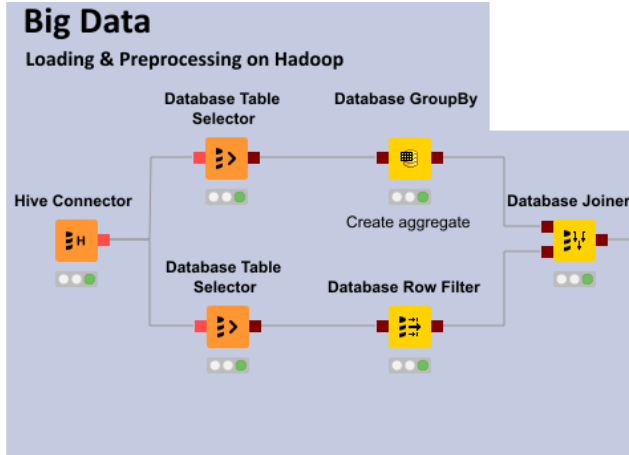 Big Data
Loading & Preprocessing on Hadoop
Database Table
Selector
Database GroupBy
Create aggregate
Hive Connector
H
Database Joiner
Database Table
Selector
Database Row Filter